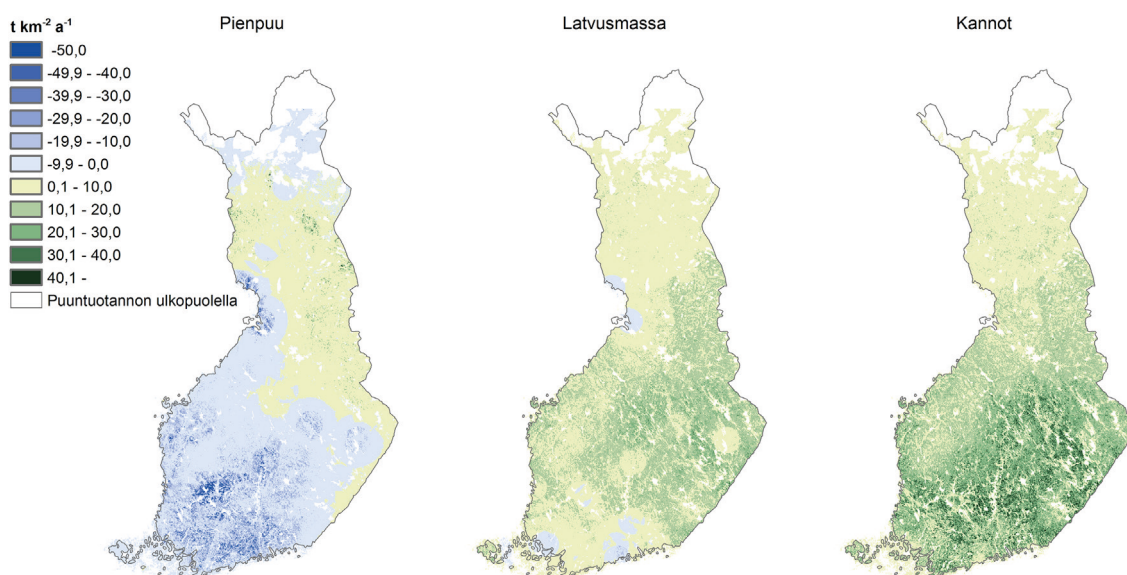 t km-2 a-1
Pienpuu
Latvusmassa
Kannot
-50,0
-49,9 - -40,0
-39,9 - -30,0
-29,9 - -20,0
-19,9 - -10,0
-9,9 - 0,0
0,1 - 10,0
10,1 - 20,0
20,1 - 30,0
30,1 - 40,0
40,1 -
Puuntuotannon ulkopuolella